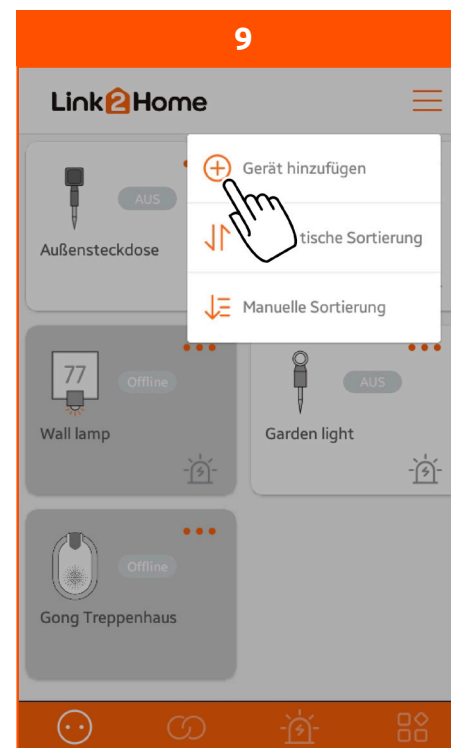 9
Link2Home
Gerät hinzufügen
AUS
tische Sortierung
Außensteckdose
Manuelle Sortierung
77
Offline
AUS
Wall lamp
Garden light
Offline
Gong Treppenhaus